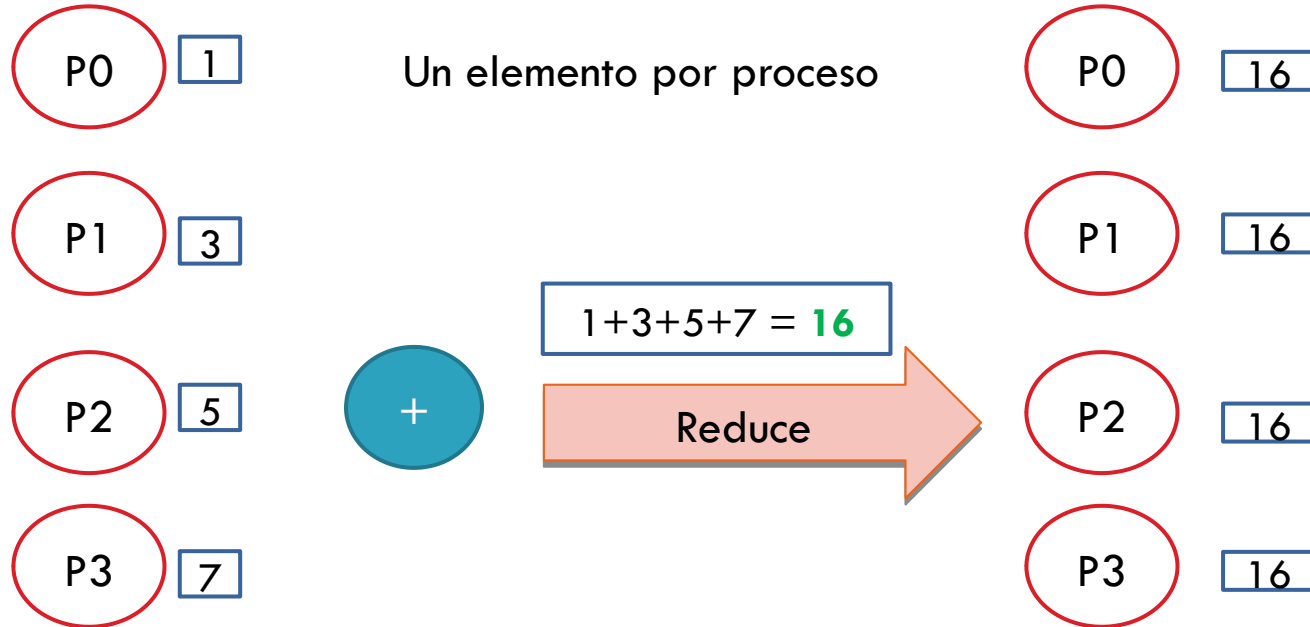 P0 1
Un elemento por proceso
P0 16
P1 3
P1 16
1+3+5+7 = 16
P2 5
+
Reduce
P2 16
P3 7
P3 16